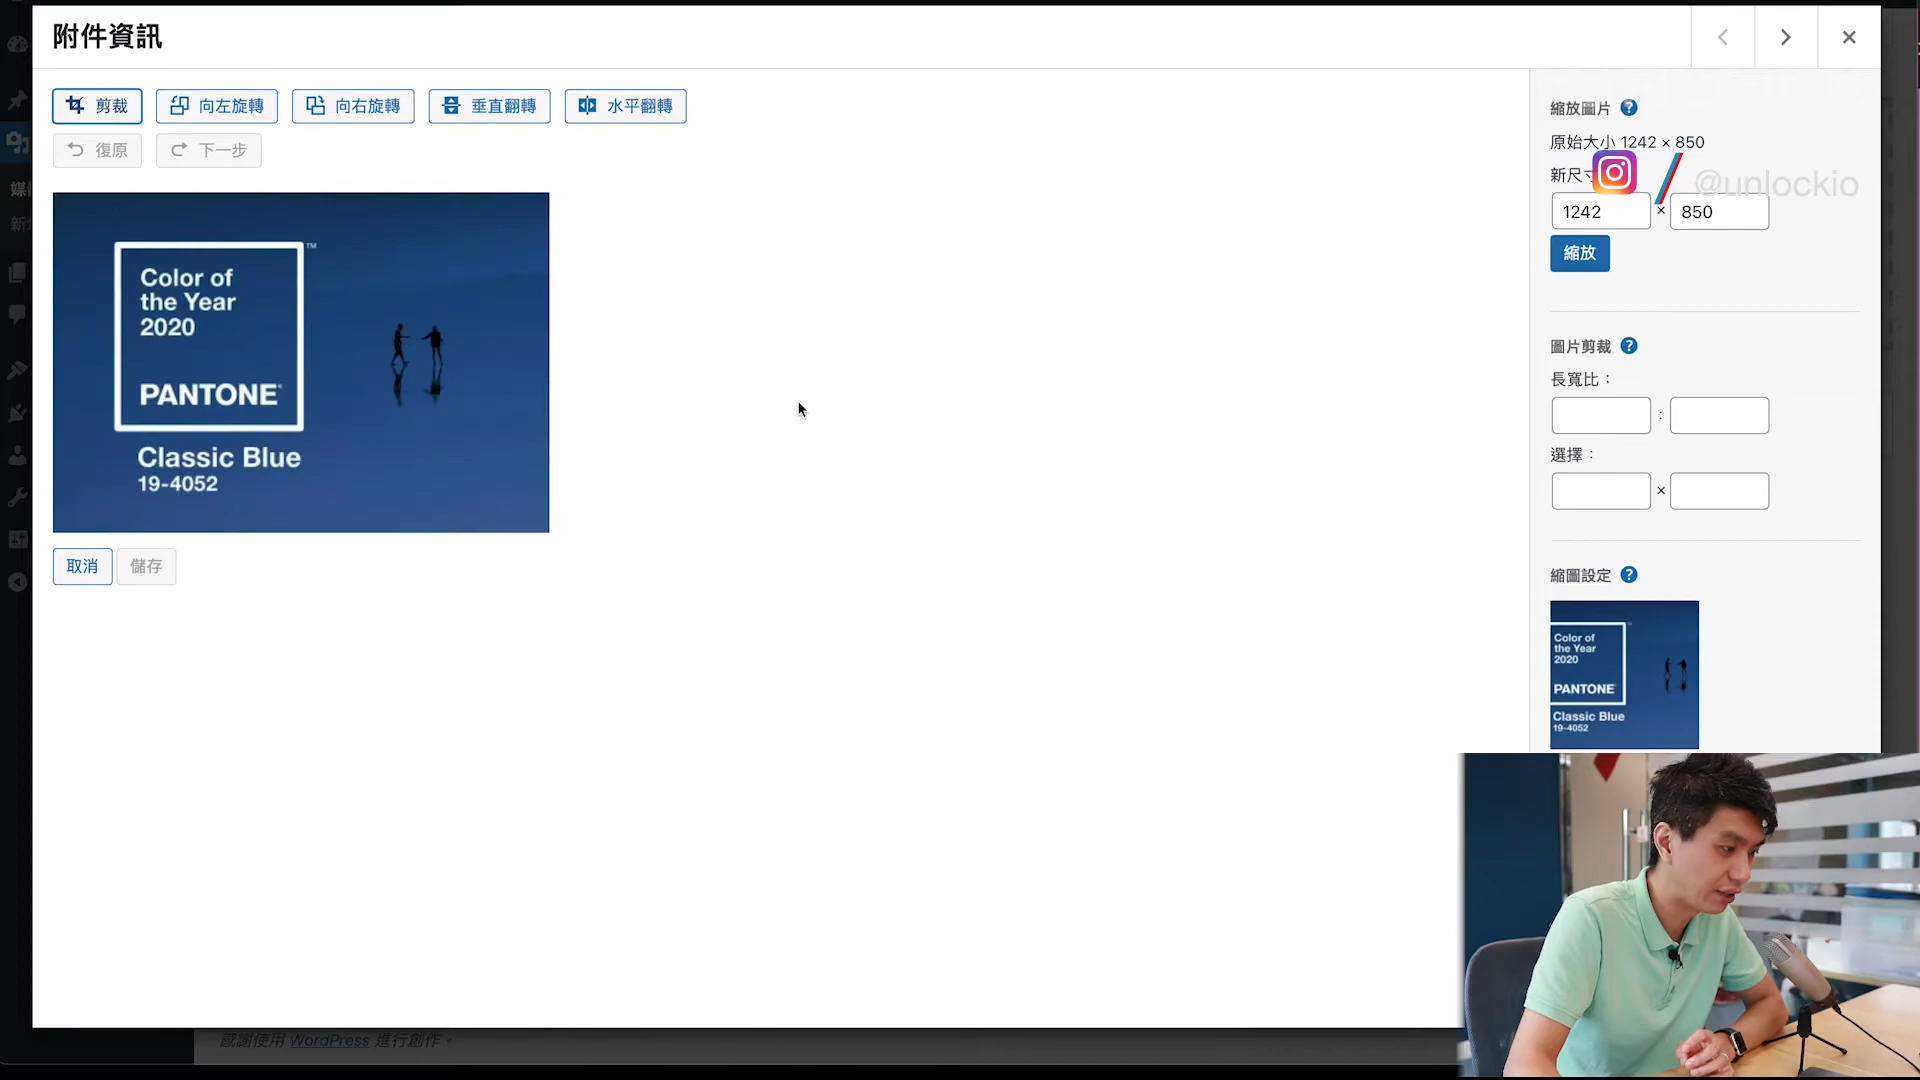 附件資訊
剪裁
向左旋轉
向右旋轉
垂直翻轉
水平翻轉
復原
下一步
Color of
the Year
2020
PANTONE
™
Classic Blue
19-4052
取消
儲存
縮放圖片 ?
原始大小 1242 × 850
新尺寸
@unlockio
1242 × 850
縮放
圖片剪裁 ?
長寬比：
:
選擇：
×
縮圖設定 ?
Color of
the Year
2020
PANTONE
Classic Blue
19-4052
感謝使用 WordPress 進行創作。